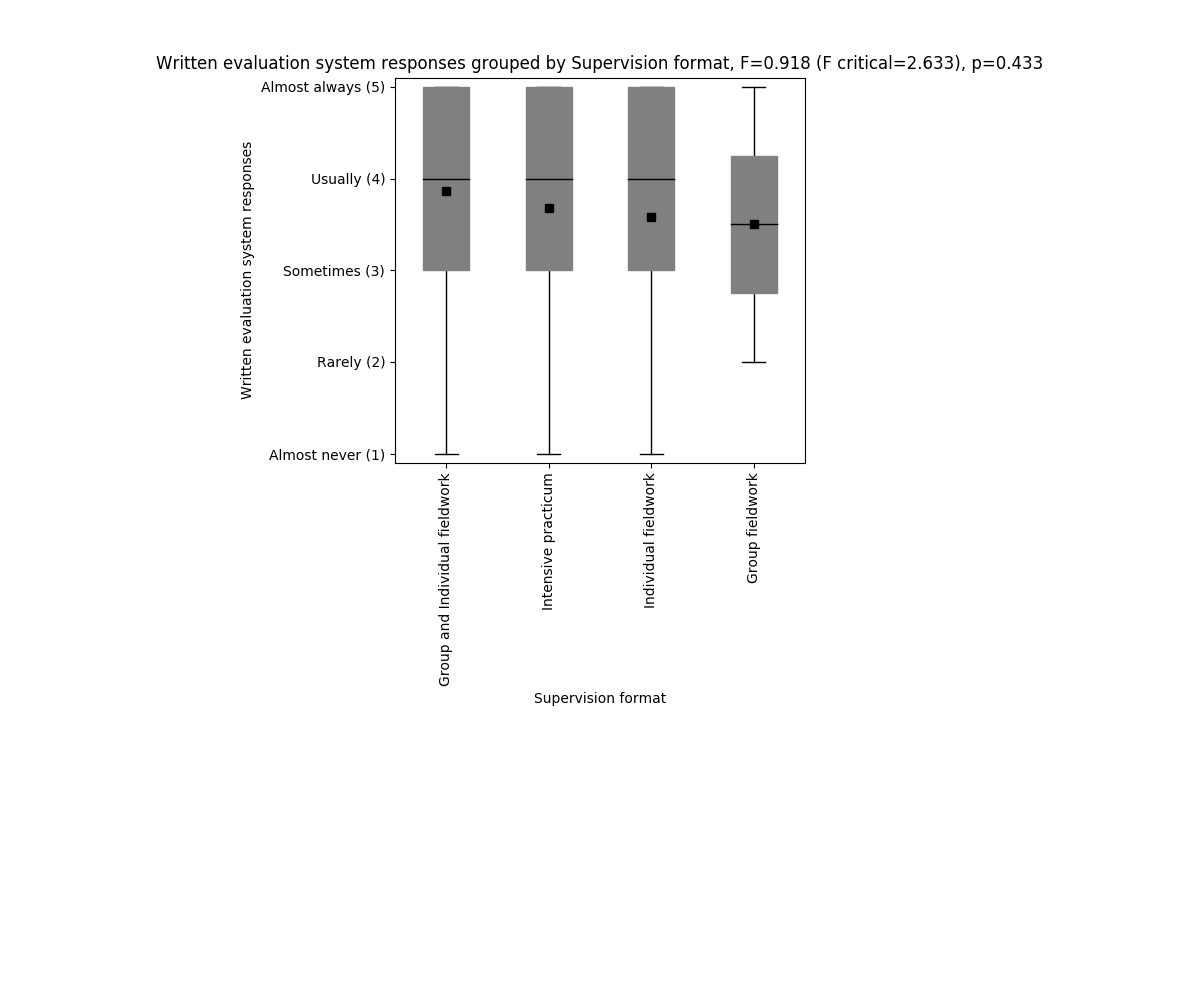 Written evaluation system responses grouped by Supervision format, F=0.918 (F critical=2.633), p=0.433
Written evaluation system responses
Almost always (5)
Usually (4)
Sometimes (3)
Rarely (2)
Almost never (1)
Group and Individual fieldwork
Intensive practicum
Individual fieldwork
Group fieldwork
Supervision format